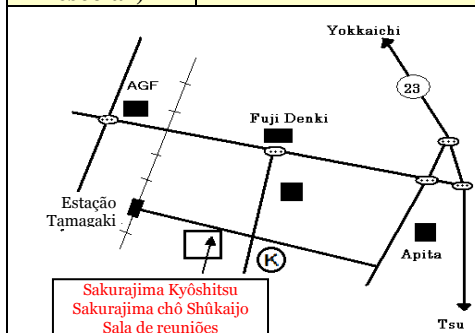 Yokkaichi
23
AGF
Fuji Denki
Estação
Tamagaki
K
Apita
Sakurajima Kyôshitsu
Sakurajima chô Shûkaijo
Sala de reuniões
Tsu